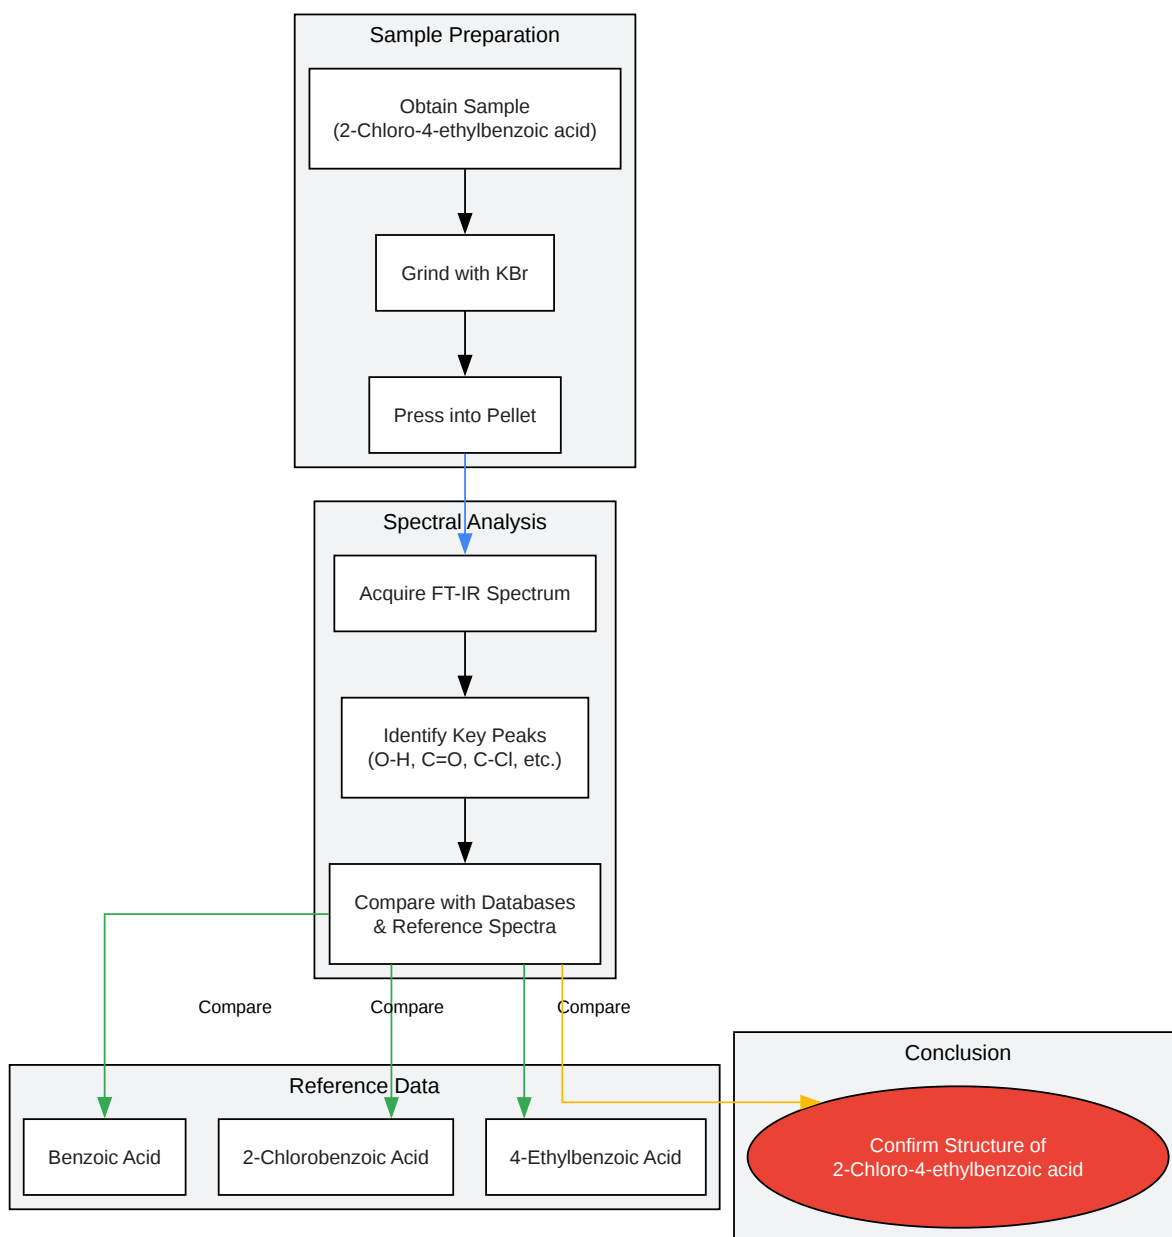 Sample Preparation
Obtain Sample
(2-Chloro-4-ethylbenzoic acid)
Grind with KBr
Press into Pellet
Spectral Analysis
Acquire FT-IR Spectrum
Identify Key Peaks
(O-H, C=O, C-Cl, etc.)
Compare with Databases
& Reference Spectra
Compare
Compare
Compare
Reference Data
Benzoic Acid
2-Chlorobenzoic Acid
4-Ethylbenzoic Acid
Conclusion
Confirm Structure of
2-Chloro-4-ethylbenzoic acid